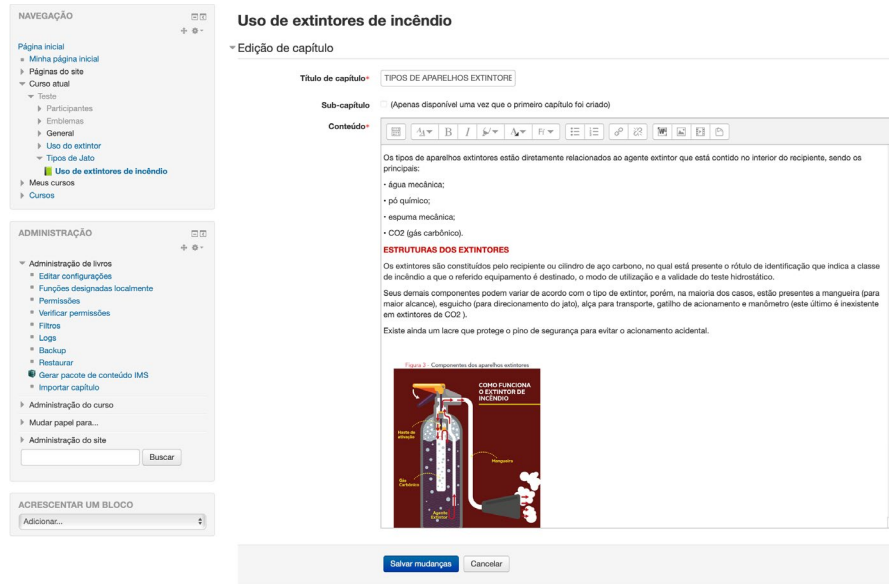 NAVEGAÇÃO
Página inicial
Minha página inicial
Páginas do site
Curso atual
Teste
Participantes
Emblemas
General
Uso do extintor
Tipos de Jato
Uso de extintores de incêndio
Meus cursos
Cursos
ADMINISTRAÇÃO
Administração de livros
Editar configurações
Funções designadas localmente
Permissões
Verificar permissões
Filtros
Logs
Backup
Restaurar
Gerar pacote de conteúdo IMS
Importar capítulo
Administração do curso
Mudar papel para...
Administração do site
Buscar
ACRESCENTAR UM BLOCO
Adicionar...
Uso de extintores de incêndio
Edição de capítulo
Título de capítulo* TIPOS DE APARELHOS EXTINTORE
Sub-capítulo (Apenas disponível uma vez que o primeiro capítulo foi criado)
Conteúdo*
Os tipos de aparelhos extintores estão diretamente relacionados ao agente extintor que está contido no interior do recipiente, sendo os
principais:
• água mecânica;
• pó químico;
• espuma mecânica;
• CO2 (gás carbônico).
ESTRUTURAS DOS EXTINTORES
Os extintores são constituídos pelo recipiente ou cilindro de aço carbono, no qual está presente o rótulo de identificação que indica a classe
de incêndio a que o referido equipamento é destinado, o modo de utilização e a validade do teste hidrostático.
Seus demais componentes podem variar de acordo com o tipo de extintor, porém, na maioria dos casos, estão presentes a mangueira (para
maior alcance), esguicho (para direcionamento do jato), alça para transporte, gatilho de acionamento e manômetro (este último é inexistente
em extintores de CO2 ).
Existe ainda um lacre que protege o pino de segurança para evitar o acionamento acidental.
Figura 2 - Componentes dos aparelhos extintores
COMO FUNCIONA
O EXTINTOR DE
INCÊNDIO
Haste de
ativação
Mangueira
Gás
Carbônico
Agente
Extintor
Salvar mudanças
Cancelar